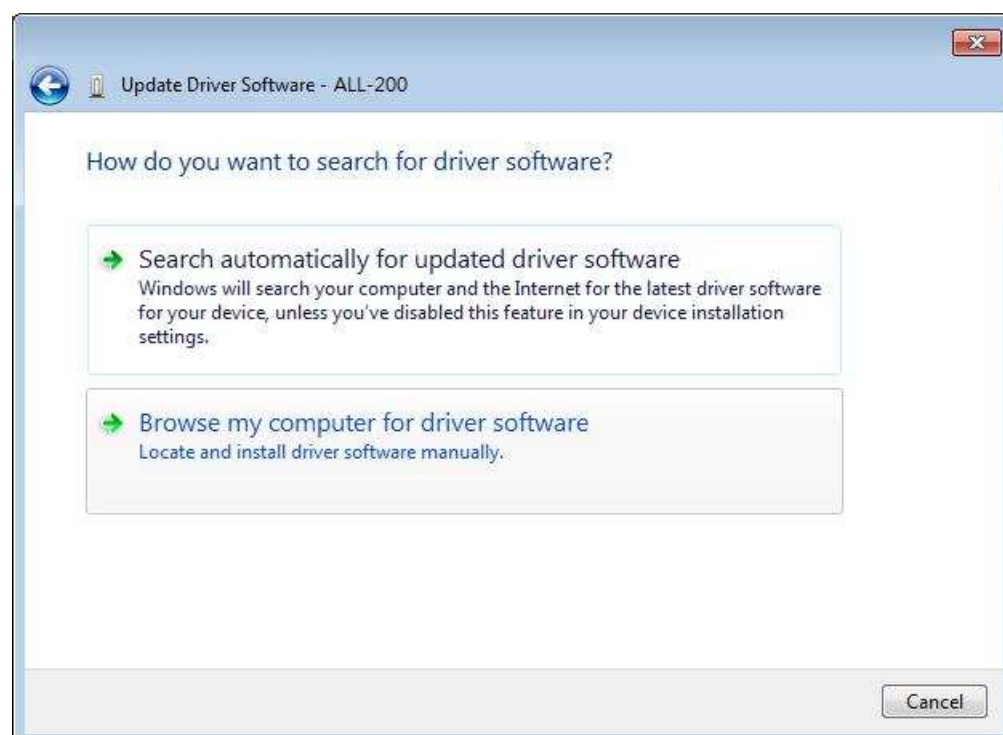 Update Driver Software - ALL-200
How do you want to search for driver software?
Search automatically for updated driver software
Windows will search your computer and the Internet for the latest driver software
for your device, unless you've disabled this feature in your device installation
settings.
Browse my computer for driver software
Locate and install driver software manually.
Cancel